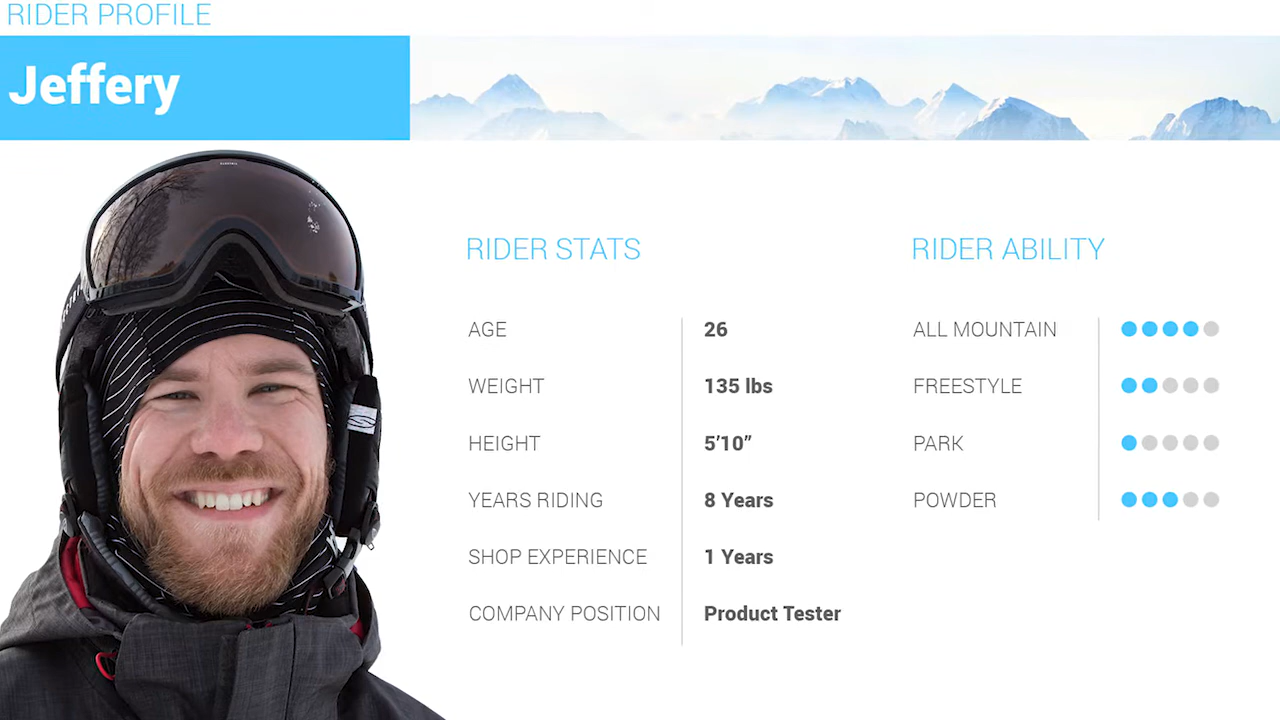 RIDER PROFILE
Jeffery
RIDER STATS
AGE 26
WEIGHT 135 lbs
HEIGHT 5’10”
YEARS RIDING 8 Years
SHOP EXPERIENCE 1 Years
COMPANY POSITION Product Tester
RIDER ABILITY
ALL MOUNTAIN
FREESTYLE
PARK
POWDER